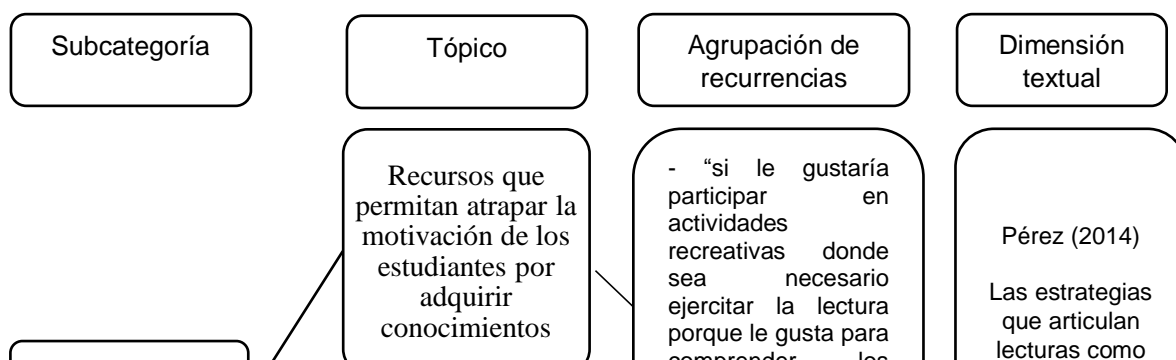 Subcategoría
Tópico
Agrupación de
recurrencias
Dimensión
textual
Recursos que
permitan atrapar la
motivación de los
estudiantes por
adquirir
conocimientos
- “si le gustaría
participar en
actividades
recreativas donde
sea necesario
ejercitar la lectura
porque le gusta para
comprender los
Pérez (2014)
Las estrategias
que articulan
lecturas como